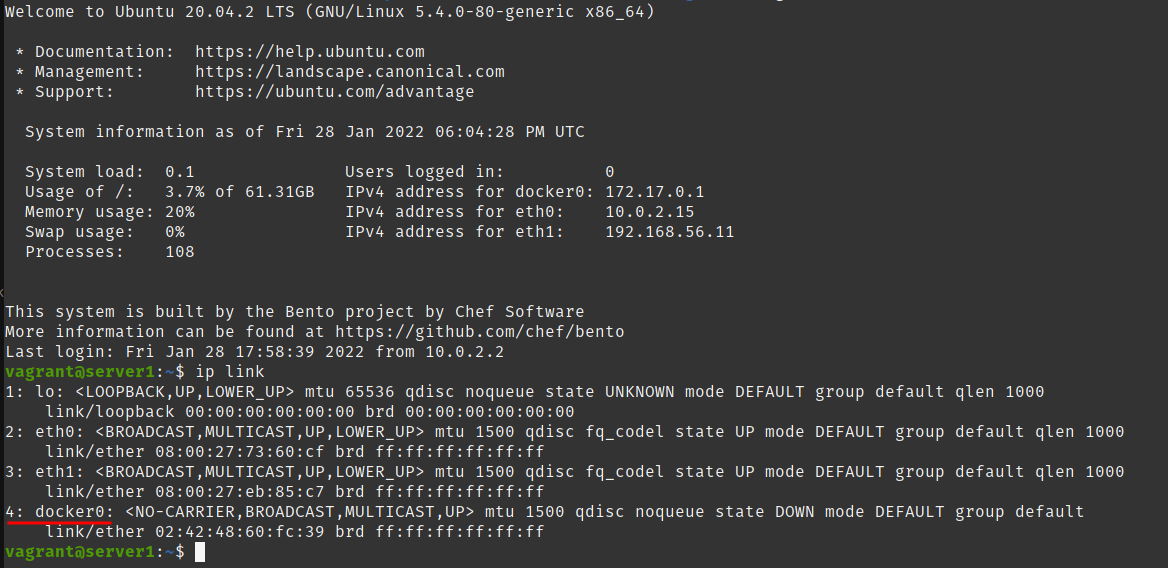 Welcome to Ubuntu 20.04.2 LTS (GNU/Linux 5.4.0-80-generic x86_64)
* Documentation:  https://help.ubuntu.com
* Management:     https://landscape.canonical.com
* Support:        https://ubuntu.com/advantage
System information as of Fri 28 Jan 2022 06:04:28 PM UTC
System load:  0.1               Users logged in:          0
Usage of /:   3.7% of 61.31GB   IPv4 address for docker0: 172.17.0.1
Memory usage: 20%               IPv4 address for eth0:    10.0.2.15
Swap usage:   0%                IPv4 address for eth1:    192.168.56.11
Processes:    108
This system is built by the Bento project by Chef Software
More information can be found at https://github.com/chef/bento
Last login: Fri Jan 28 17:58:39 2022 from 10.0.2.2
vagrant@server1:~$ ip link
1: lo: <LOOPBACK,UP,LOWER_UP> mtu 65536 qdisc noqueue state UNKNOWN mode DEFAULT group default qlen 1000
link/loopback 00:00:00:00:00:00 brd 00:00:00:00:00:00
2: eth0: <BROADCAST,MULTICAST,UP,LOWER_UP> mtu 1500 qdisc fq_codel state UP mode DEFAULT group default qlen 1000
link/ether 08:00:27:73:60:cf brd ff:ff:ff:ff:ff:ff
3: eth1: <BROADCAST,MULTICAST,UP,LOWER_UP> mtu 1500 qdisc fq_codel state UP mode DEFAULT group default qlen 1000
link/ether 08:00:27:eb:85:c7 brd ff:ff:ff:ff:ff:ff
4: docker0: <NO-CARRIER,BROADCAST,MULTICAST,UP> mtu 1500 qdisc noqueue state DOWN mode DEFAULT group default
link/ether 02:42:48:60:fc:39 brd ff:ff:ff:ff:ff:ff
vagrant@server1:~$